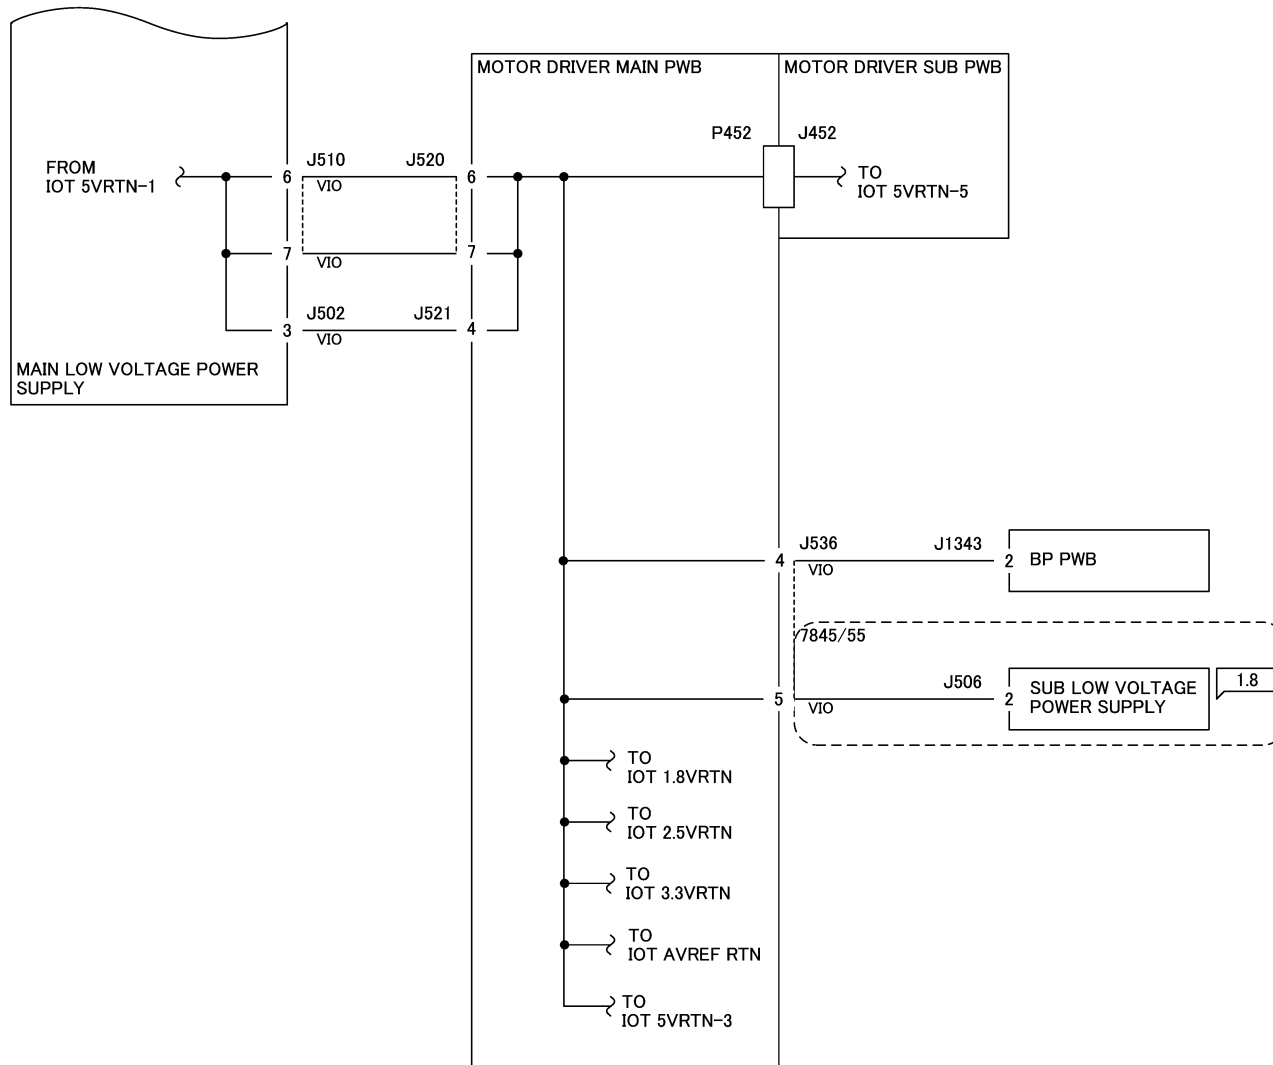 MOTOR DRIVER MAIN PWB
MOTOR DRIVER SUB PWB
P452
J452
FROM
IOT 5VRTN-1
6
J510
VIO
J520
6
TO
IOT 5VRTN-5
7
VIO
7
3
J502
VIO
J521
4
MAIN LOW VOLTAGE POWER
SUPPLY
4
J536
VIO
J1343
2
BP PWB
7845/55
5
VIO
J506
2
SUB LOW VOLTAGE
POWER SUPPLY
1.8
TO
IOT 1.8VRTN
TO
IOT 2.5VRTN
TO
IOT 3.3VRTN
TO
IOT AVREF RTN
TO
IOT 5VRTN-3